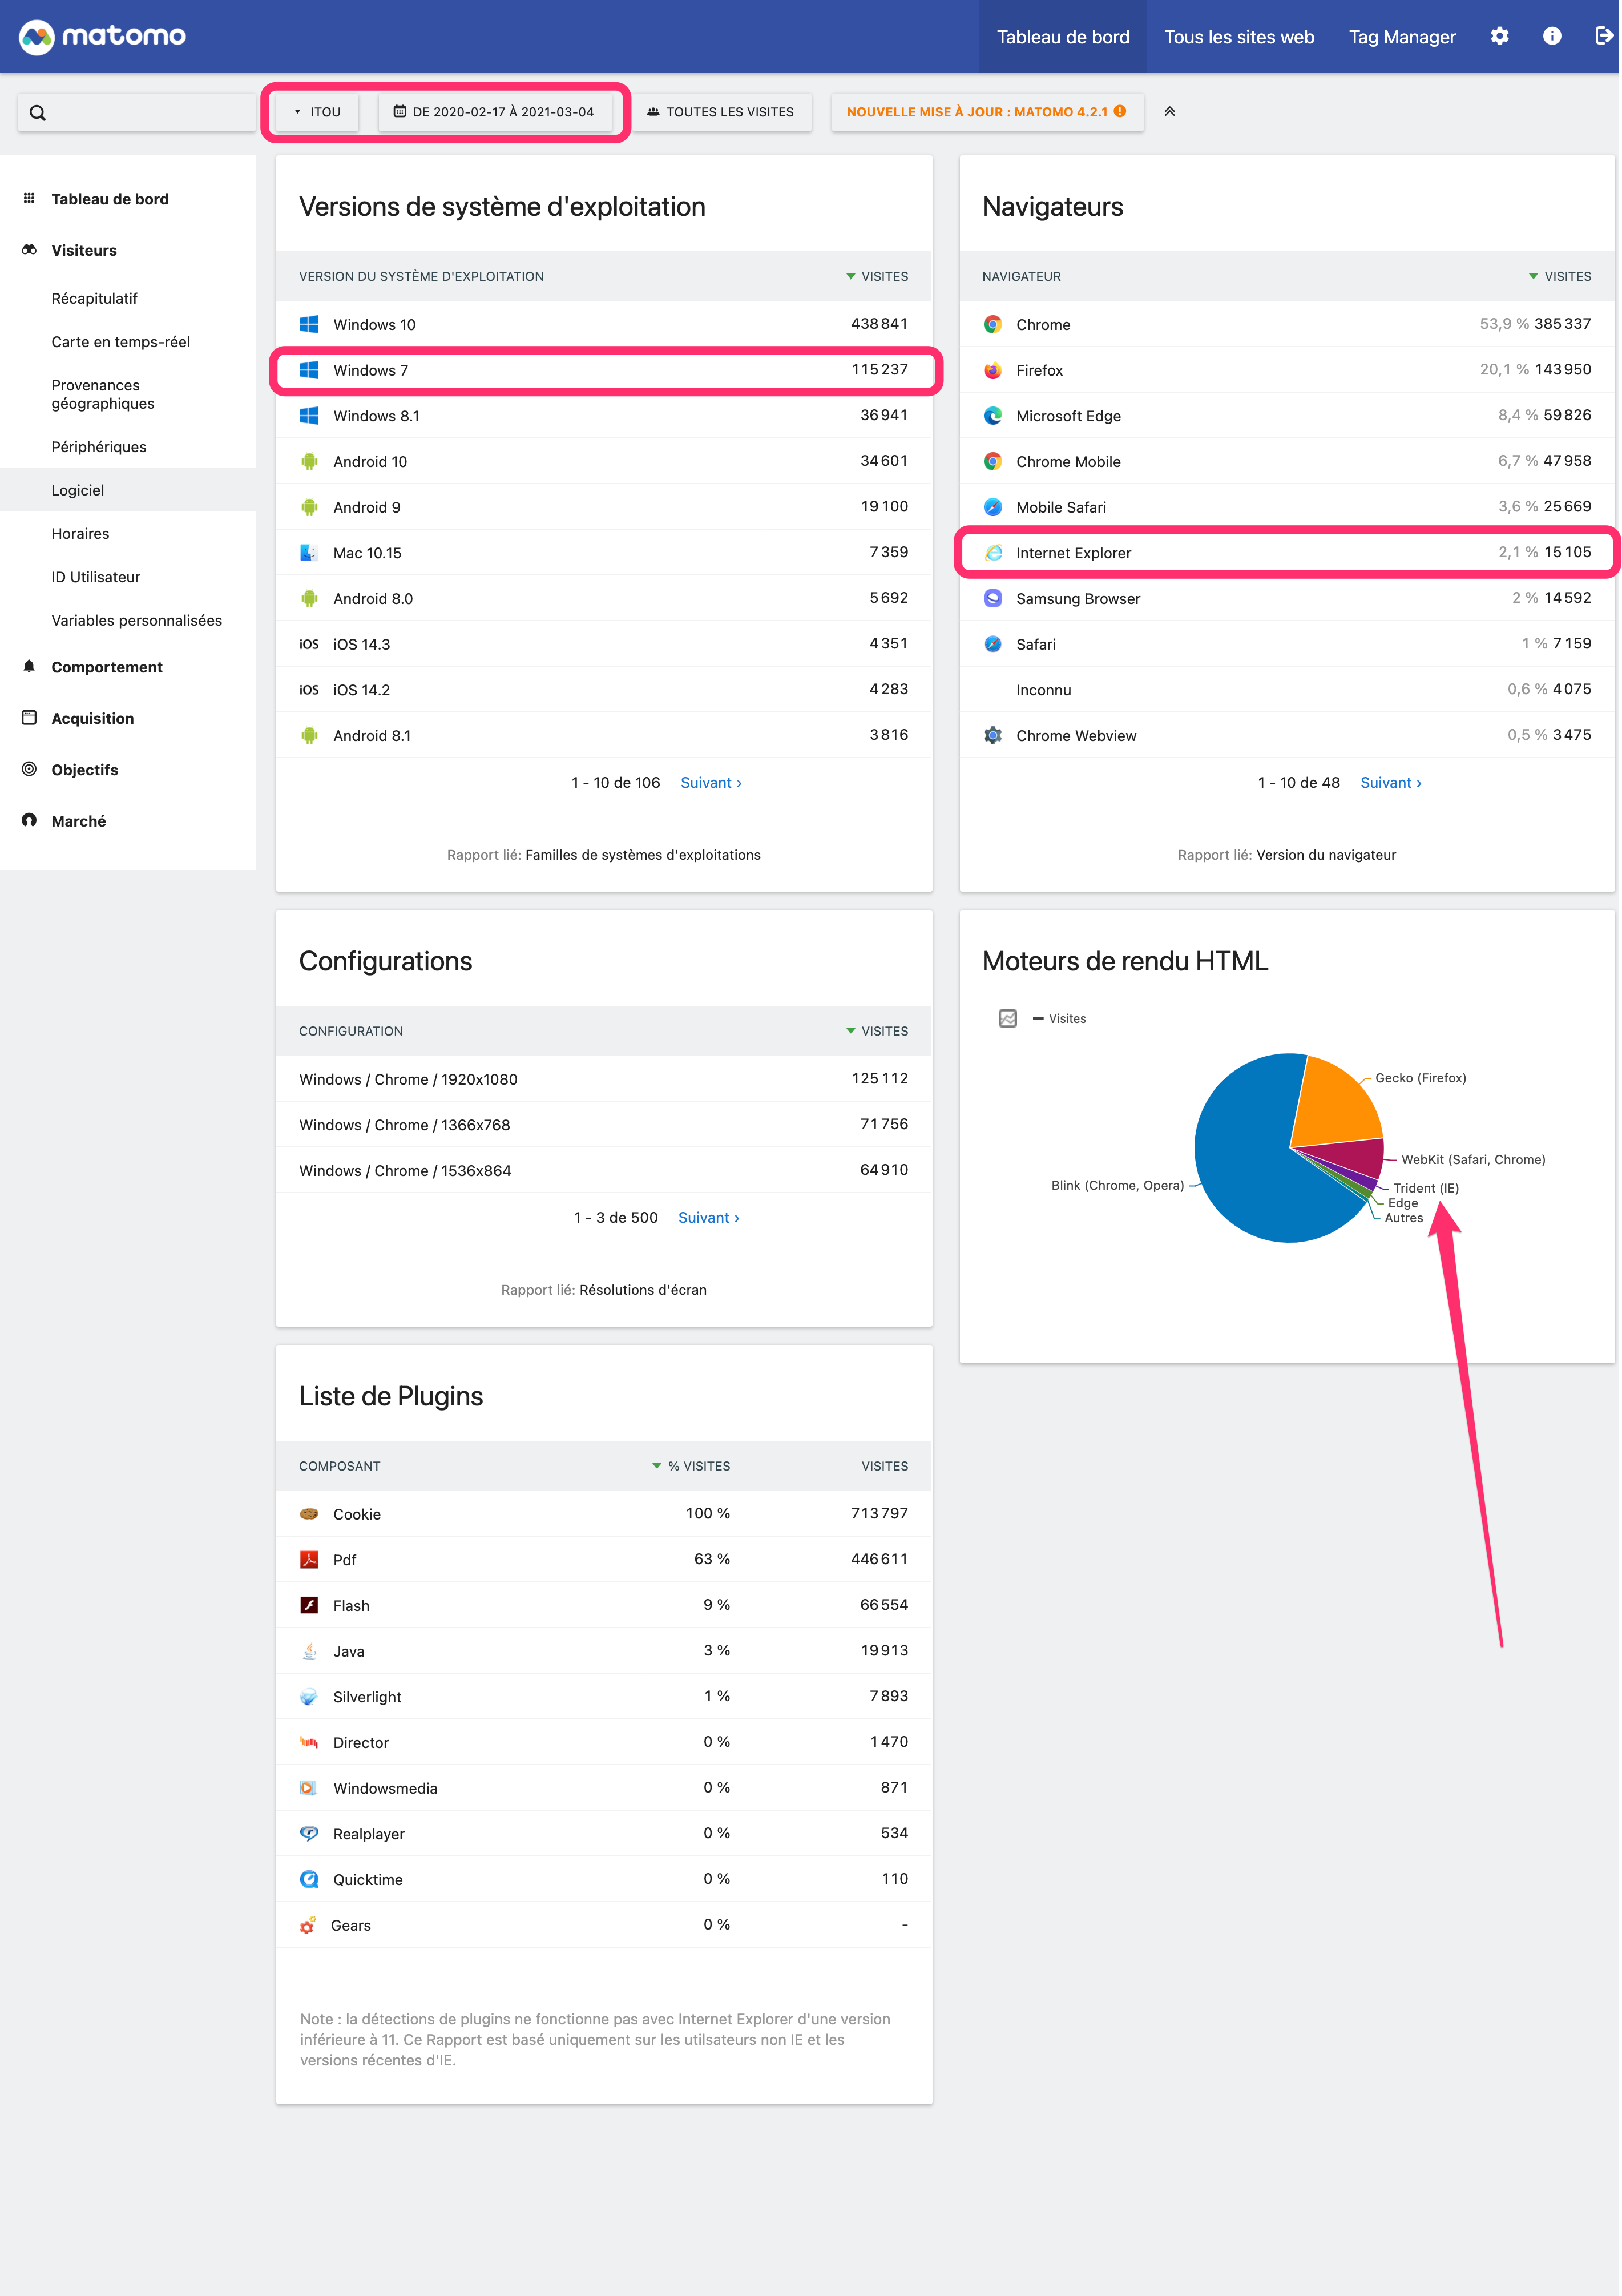 matomo
Tableau de bord
Tous les sites web
Tag Manager
ITOU
DE 2020-02-17 À 2021-03-04
TOUTES LES VISITES
NOUVELLE MISE À JOUR : MATOMO 4.2.1
Tableau de bord
Visiteurs
Récapitulatif
Carte en temps-réel
Provenances
géographiques
Périphériques
Logiciel
Horaires
ID Utilisateur
Variables personnalisées
Comportement
Acquisition
Objectifs
Marché
Versions de système d'exploitation
VERSION DU SYSTÈME D'EXPLOITATION VISITES
Windows 10 438 841
Windows 7 115 237
Windows 8.1 36 941
Android 10 34 601
Android 9 19 100
Mac 10.15 7 359
Android 8.0 5 692
iOS iOS 14.3 4 351
iOS iOS 14.2 4 283
Android 8.1 3 816
1 - 10 de 106 Suivant ›
Rapport lié: Familles de systèmes d'exploitations
Navigateurs
NAVIGATEUR VISITES
Chrome 53,9 % 385 337
Firefox 20,1 % 143 950
Microsoft Edge 8,4 % 59 826
Chrome Mobile 6,7 % 47 958
Mobile Safari 3,6 % 25 669
Internet Explorer 2,1 % 15 105
Samsung Browser 2 % 14 592
Safari 1 % 7 159
Inconnu 0,6 % 4 075
Chrome Webview 0,5 % 3 475
1 - 10 de 48 Suivant ›
Rapport lié: Version du navigateur
Configurations
CONFIGURATION VISITES
Windows / Chrome / 1920x1080 125 112
Windows / Chrome / 1366x768 71 756
Windows / Chrome / 1536x864 64 910
1 - 3 de 500 Suivant ›
Rapport lié: Résolutions d'écran
Moteurs de rendu HTML
Visites
Gecko (Firefox)
WebKit (Safari, Chrome)
Blink (Chrome, Opera)
Trident (IE)
Edge
Autres
Liste de Plugins
COMPOSANT % VISITES VISITES
Cookie 100 % 713 797
Pdf 63 % 446 611
Flash 9 % 66 554
Java 3 % 19 913
Silverlight 1 % 7 893
Director 0 % 1 470
Windowsmedia 0 % 871
Realplayer 0 % 534
Quicktime 0 % 110
Gears 0 % -
Note : la détections de plugins ne fonctionne pas avec Internet Explorer d'une version
inférieure à 11. Ce Rapport est basé uniquement sur les utilsateurs non IE et les
versions récentes d'IE.